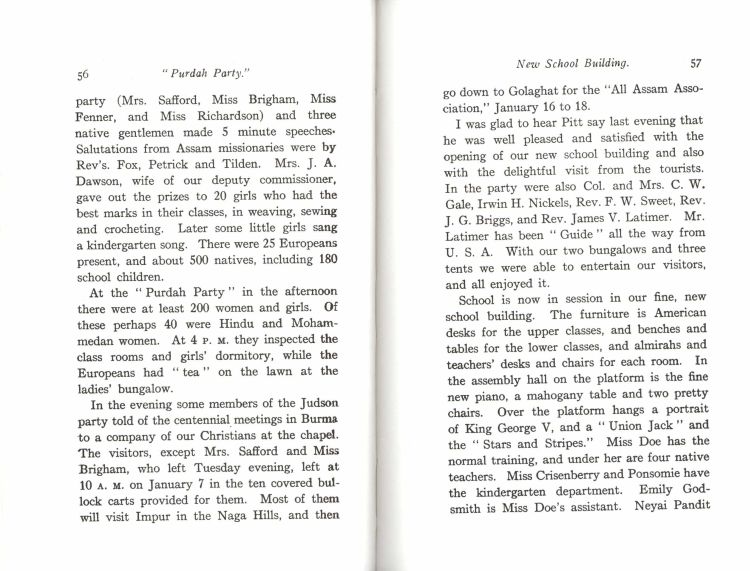 56 " Purdah Party."
party (Mrs. Safford, Miss Brigham, Miss
Fenner, and Miss Richardson) and three
native gentlemen made 5 minute speeches.
Salutations from Assam missionaries were by
Rev's. Fox, Petrick and Tilden. Mrs. J. A.
Dawson, wife of our deputy commissioner,
gave out the prizes to 20 girls who had the
best marks in their classes, in weaving, sewing
and crocheting. Later some little girls sang
a kindergarten song. There were 25 Europeans
present, and about 500 natives, including 180
school children.
At the " Purdah Party " in the afternoon
there were at least 200 women and girls. Of
these perhaps 40 were Hindu and Moham-
medan women. At 4 P. M. they inspected the
class rooms and girls' dormitory, while the
Europeans had " tea " on the lawn at the
ladies' bungalow.
In the evening some members of the Judson
party told of the centennial meetings in Burma
to a company of our Christians at the chapel.
The visitors, except Mrs. Safford and Miss
Brigham, who left Tuesday evening, left at
10 A. M. on January 7 in the ten covered bul-
lock carts provided for them. Most of them
will visit Impur in the Naga Hills, and then
New School Building. 57
go down to Golaghat for the "All Assam Asso-
ciation," January 16 to 18.
I was glad to hear Pitt say last evening that
he was well pleased and satisfied with the
opening of our new school building and also
with the delightful visit from the tourists.
In the party were also Col. and Mrs. C. W.
Gale, Irwin H. Nickels, Rev. F. W. Sweet, Rev.
J. G. Briggs, and Rev. James V. Latimer. Mr.
Latimer has been " Guide " all the way from
U. S. A. With our two bungalows and three
tents we were able to entertain our visitors,
and all enjoyed it.
School is now in session in our fine, new
school building. The furniture is American
desks for the upper classes, and benches and
tables for the lower classes, and almirahs and
teachers' desks and chairs for each room. In
the assembly hall on the platform is the fine
new piano, a mahogany table and two pretty
chairs. Over the platform hangs a portrait
of King George V, and a " Union Jack " and
the " Stars and Stripes." Miss Doe has the
normal training, and under her are four native
teachers. Miss Crisenberry and Ponsomie have
the kindergarten department. Emily God-
smith is Miss Doe's assistant. Neyai Pandit